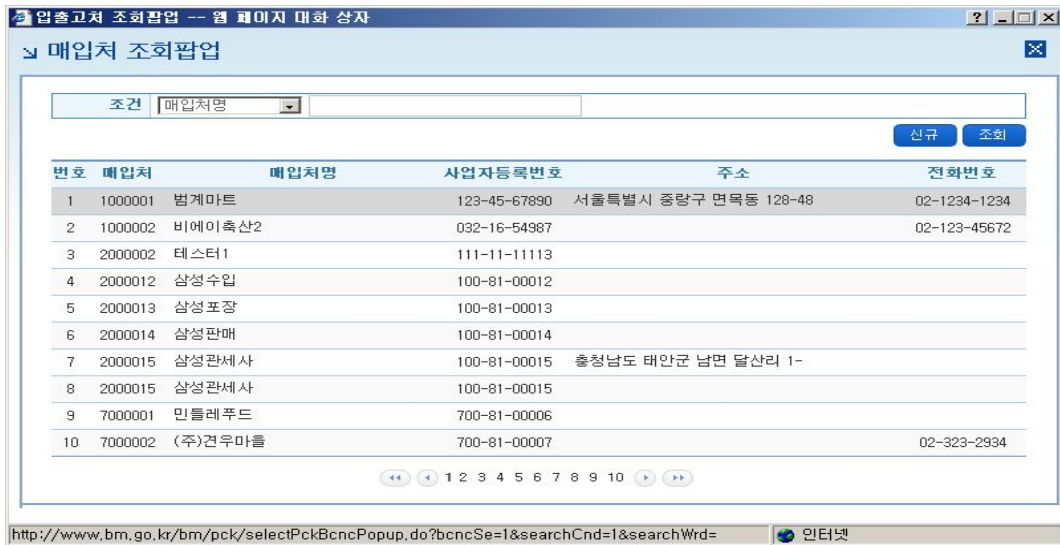 입출고처 조회팝업 -- 웹 페이지 대화 상자
매입처 조회팝업
조건 매입처명
신규 조회
번호 매입처 매입처명 사업자등록번호 주소 전화번호
1 1000001 범계마트 123-45-67890 서울특별시 중랑구 면목동 128-48 02-1234-1234
2 1000002 비에이축산2 032-16-54987 02-123-45672
3 2000002 테스터1 111-11-11113
4 2000012 삼성수입 100-81-00012
5 2000013 삼성포장 100-81-00013
6 2000014 삼성판매 100-81-00014
7 2000015 삼성관세사 100-81-00015 충청남도 태안군 남면 달산리 1-
8 2000015 삼성관세사 100-81-00015
9 7000001 민들레푸드 700-81-00006
10 7000002 (주)견우마을 700-81-00007 02-323-2934
1 2 3 4 5 6 7 8 9 10
http://www.bm.go.kr/bm/pck/selectPckBcncPopup.do?bcncSe=1&searchCnd=1&searchWrd= 인터넷